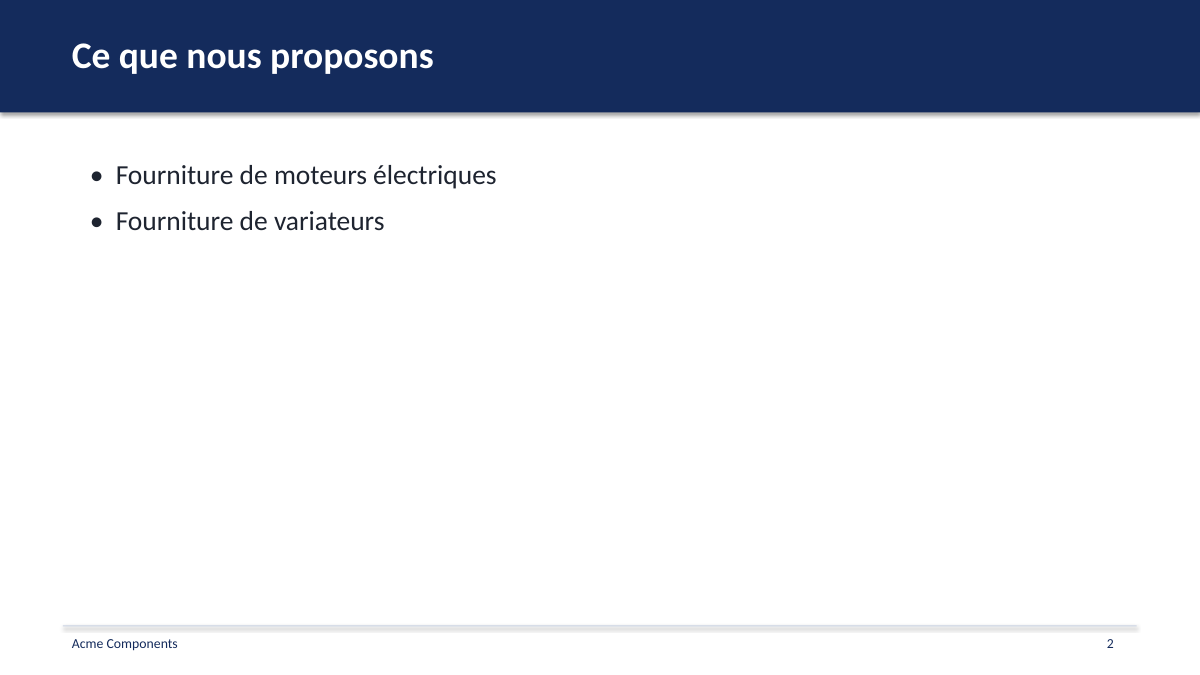 Ce que nous proposons
• Fourniture de moteurs électriques
• Fourniture de variateurs
Acme Components
2